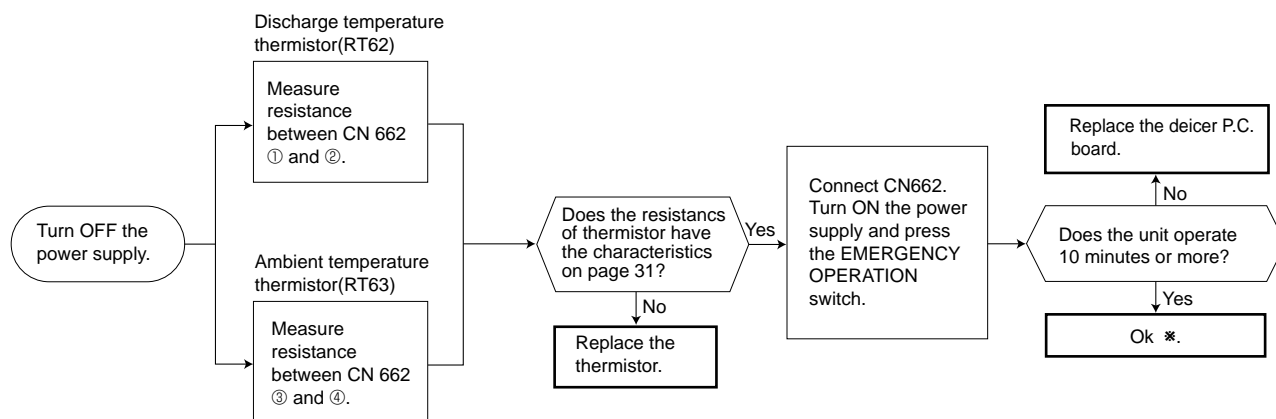 Turn OFF the
power supply.
Discharge temperature
thermistor(RT62)
Measure
resistance
between CN 662
① and ②.
Ambient temperature
thermistor(RT63)
Measure
resistance
between CN 662
③ and ④.
Does the resistancs
of thermistor have
the characteristics
on page 31?
Yes
No
Replace the
thermistor.
Connect CN662.
Turn ON the power
supply and press
the EMERGENCY
OPERATION
switch.
Does the unit operate
10 minutes or more?
No
Replace the deicer P.C.
board.
Yes
Ok ※.